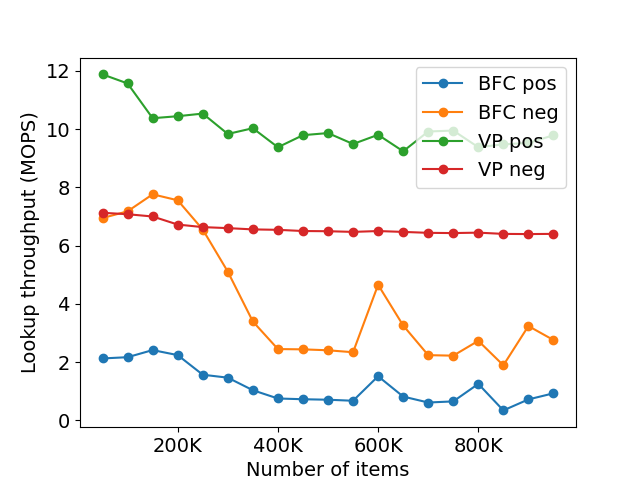 12
10
8
6
4
2
0
Lookup throughput (MOPS)
BFC pos
BFC neg
VP pos
VP neg
200K 400K 600K 800K
Number of items